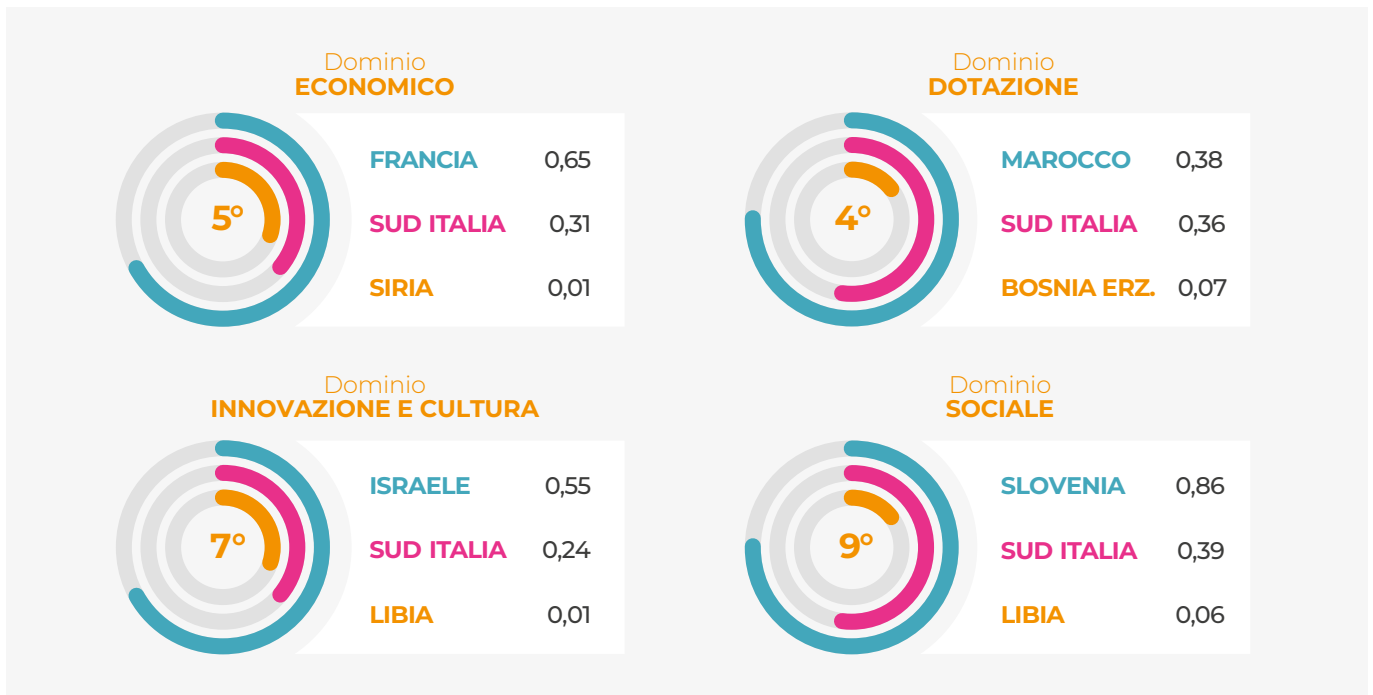 Dominio
ECONOMICO
5°
FRANCIA 0,65
SUD ITALIA 0,31
SIRIA 0,01
Dominio
DOTAZIONE
4°
MAROCCO 0,38
SUD ITALIA 0,36
BOSNIA ERZ. 0,07
Dominio
INNOVAZIONE E CULTURA
7°
ISRAELE 0,55
SUD ITALIA 0,24
LIBIA 0,01
Dominio
SOCIALE
9°
SLOVENIA 0,86
SUD ITALIA 0,39
LIBIA 0,06